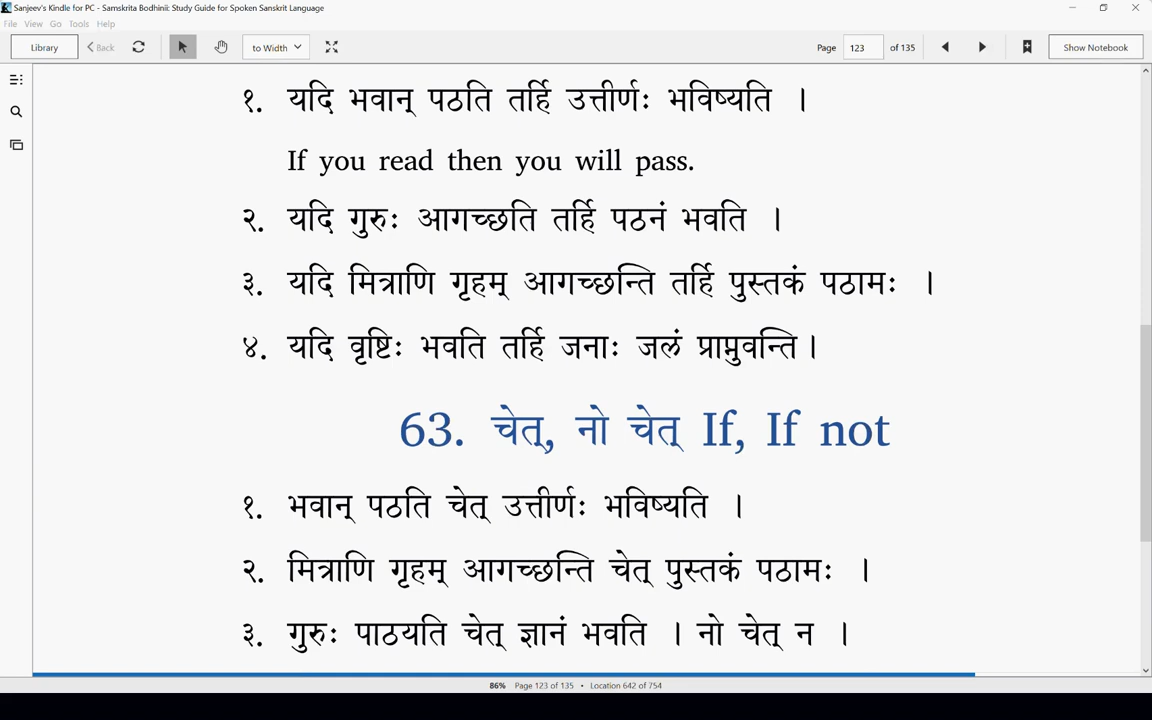 Sanjeev's Kindle for PC - Samskrita Bodhinii: Study Guide for Spoken Sanskrit Language
File View Go Tools Help
Library Back to Width Page 123 of 135 Show Notebook
१. यदि भवान् पठति तर्हि उत्तीर्णः भविष्यति ।
If you read then you will pass.
२. यदि गुरुः आगच्छति तर्हि पठनं भवति ।
३. यदि मित्राणि गृहम् आगच्छन्ति तर्हि पुस्तकं पठामः ।
४. यदि वृष्टिः भवति तर्हि जनाः जलं प्राप्नुवन्ति।
63. चेत्, नो चेत् If, If not
१. भवान् पठति चेत् उत्तीर्णः भविष्यति ।
२. मित्राणि गृहम् आगच्छन्ति चेत् पुस्तकं पठामः ।
३. गुरुः पाठयति चेत् ज्ञानं भवति । नो चेत् न ।
86% Page 123 of 135 • Location 642 of 754